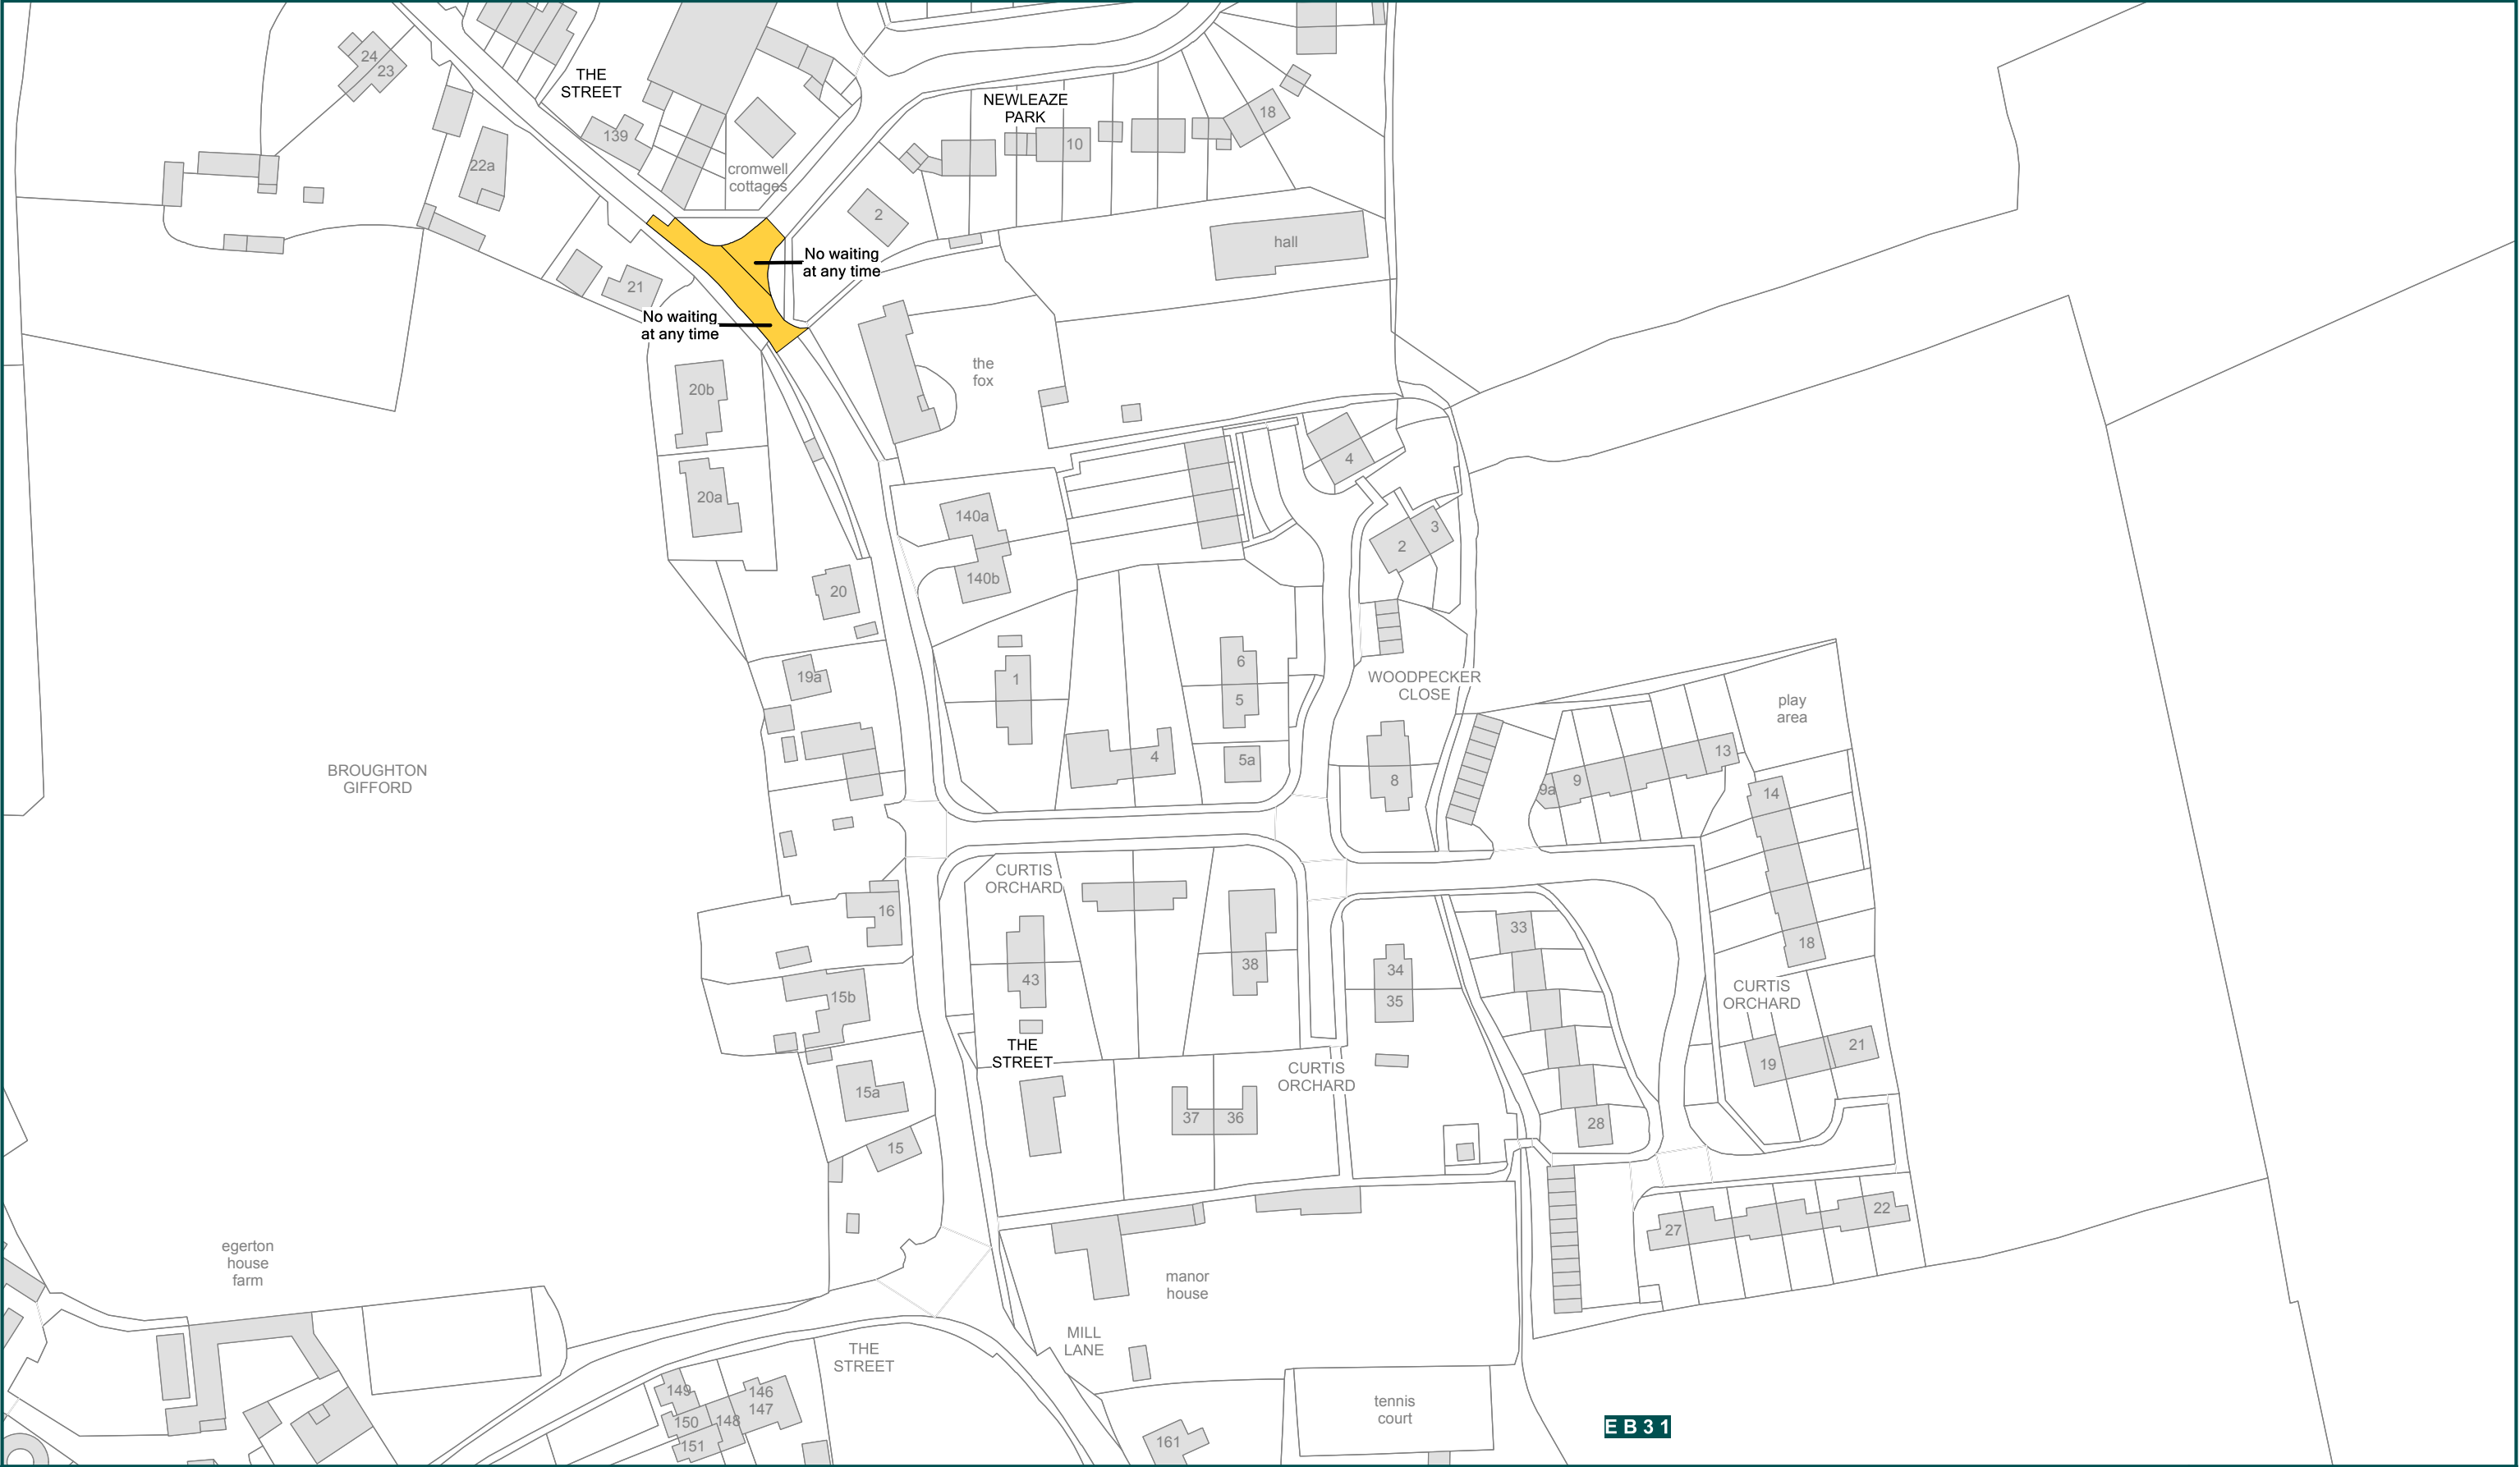 24
23
THE
STREET
139
22a
NEWLEAZE
PARK
18
10
cromwell
cottages
2
hall
No waiting
at any time
21
No waiting
at any time
the
fox
20b
20a
4
3
2
140a
140b
20
19a
1
6
5
5a
4
WOODPECKER
CLOSE
8
play
area
13
9
9a
14
18
BROUGHTON
GIFFORD
CURTIS
ORCHARD
16
43
38
33
34
35
15b
CURTIS
ORCHARD
THE
STREET
19
21
CURTIS
ORCHARD
15a
37
36
28
15
22
27
egerton
house
farm
manor
house
MILL
LANE
THE
STREET
149
150
151
148
146
147
tennis
court
161
EB31